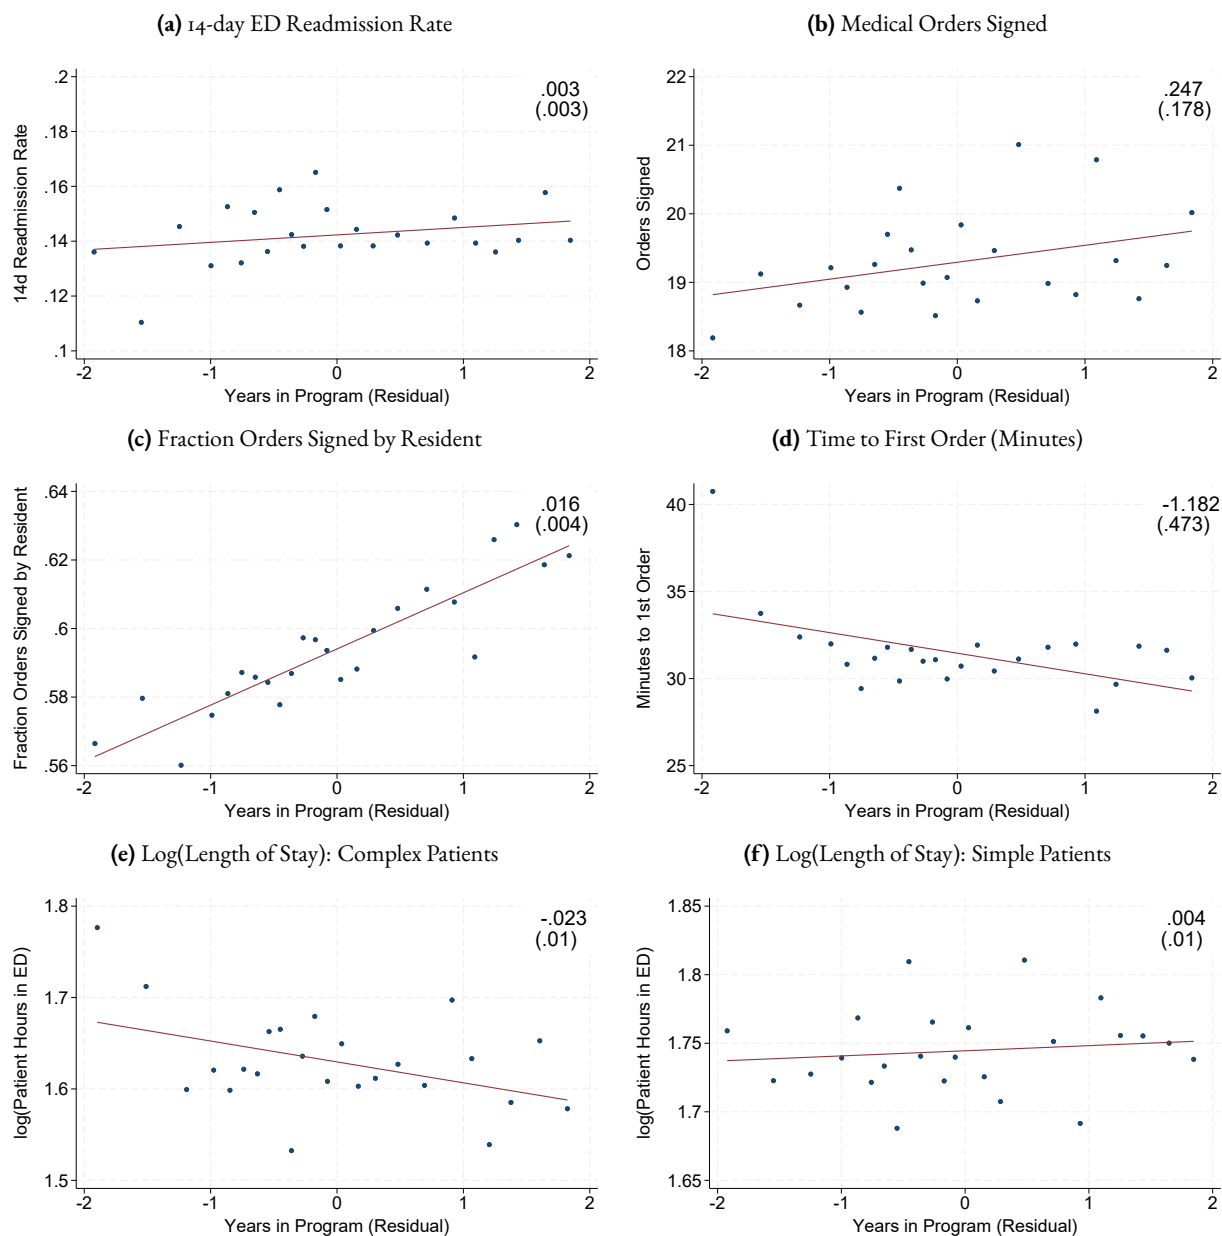 (a) 14-day ED Readmission Rate
.003
(.003)
14d Readmission Rate
.2
.18
.16
.14
.12
.1
-2 -1 0 1 2
Years in Program (Residual)
(b) Medical Orders Signed
.247
(.178)
Orders Signed
22
21
20
19
18
-2 -1 0 1 2
Years in Program (Residual)
(c) Fraction Orders Signed by Resident
.016
(.004)
Fraction Orders Signed by Resident
.64
.62
.6
.58
.56
-2 -1 0 1 2
Years in Program (Residual)
(d) Time to First Order (Minutes)
-1.182
(.473)
Minutes to 1st Order
40
35
30
25
-2 -1 0 1 2
Years in Program (Residual)
(e) Log(Length of Stay): Complex Patients
-.023
(.01)
log(Patient Hours in ED)
1.8
1.7
1.6
1.5
-2 -1 0 1 2
Years in Program (Residual)
(f) Log(Length of Stay): Simple Patients
.004
(.01)
log(Patient Hours in ED)
1.85
1.8
1.75
1.7
1.65
-2 -1 0 1 2
Years in Program (Residual)